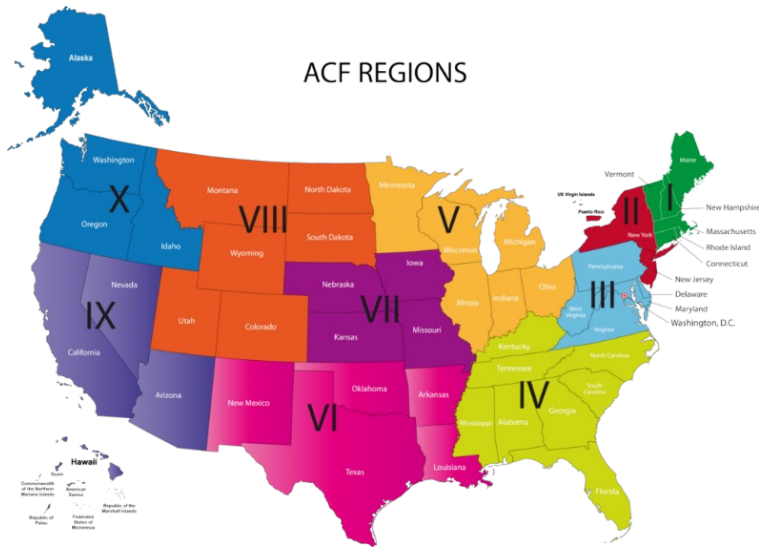 Alaska
ACF REGIONS
Washington
Oregon
Idaho
X
Montana
North Dakota
South Dakota
Wyoming
Utah
Colorado
VIII
Minnesota
Wisconsin
Michigan
Illinois
Indiana
Ohio
V
Vermont
Maine
I
New Hampshire
Massachusetts
Rhode Island
Connecticut
US Virgin Islands
Puerto Rico
II
New York
New Jersey
Pennsylvania
III
West
Virginia
Virginia
Delaware
Maryland
Washington, D.C.
Nevada
IX
California
Arizona
Iowa
Nebraska
VII
Kansas
Missouri
Kentucky
Tennessee
North Carolina
South
Carolina
IV
Mississippi
Alabama
Georgia
Florida
New Mexico
Oklahoma
Arkansas
VI
Texas
Louisiana
Hawaii
Guam
Commonwealth
of the Northern
Mariana Islands
American
Samoa
Republic of the
Marshall Islands
Republic of
Palau
Federated
States of
Micronesia